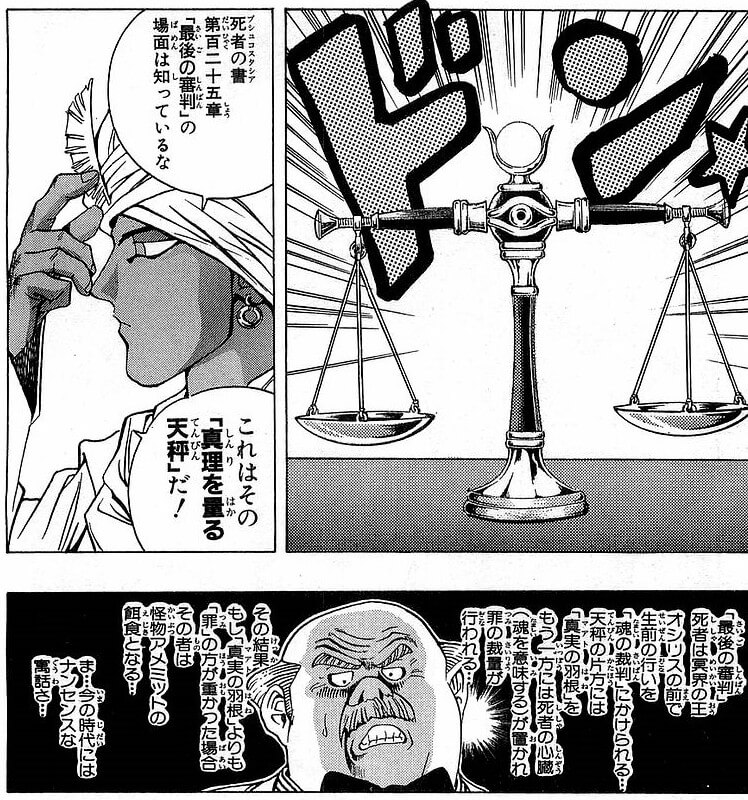 ドン☆
死者の書
第百二十五章
「最後の審判」の
場面は知っているな
これはその
「真理を量る
天秤」だ!
「最後の審判」
死者は冥界の王
オシリスの前で
生前の行いを
「魂の裁判」にかけられる…
天秤の片方には
「真実の羽根」を
もう一方には死者の心臓
(魂を意味する)が置かれ
罪の裁量が
行われる…
その結果
もし「真実の羽根」よりも
「罪」の方が重かった場合
その者は
怪物アメミットの
餌食となる…
ま…今の時代には
ナンセンスな
寓話さ…